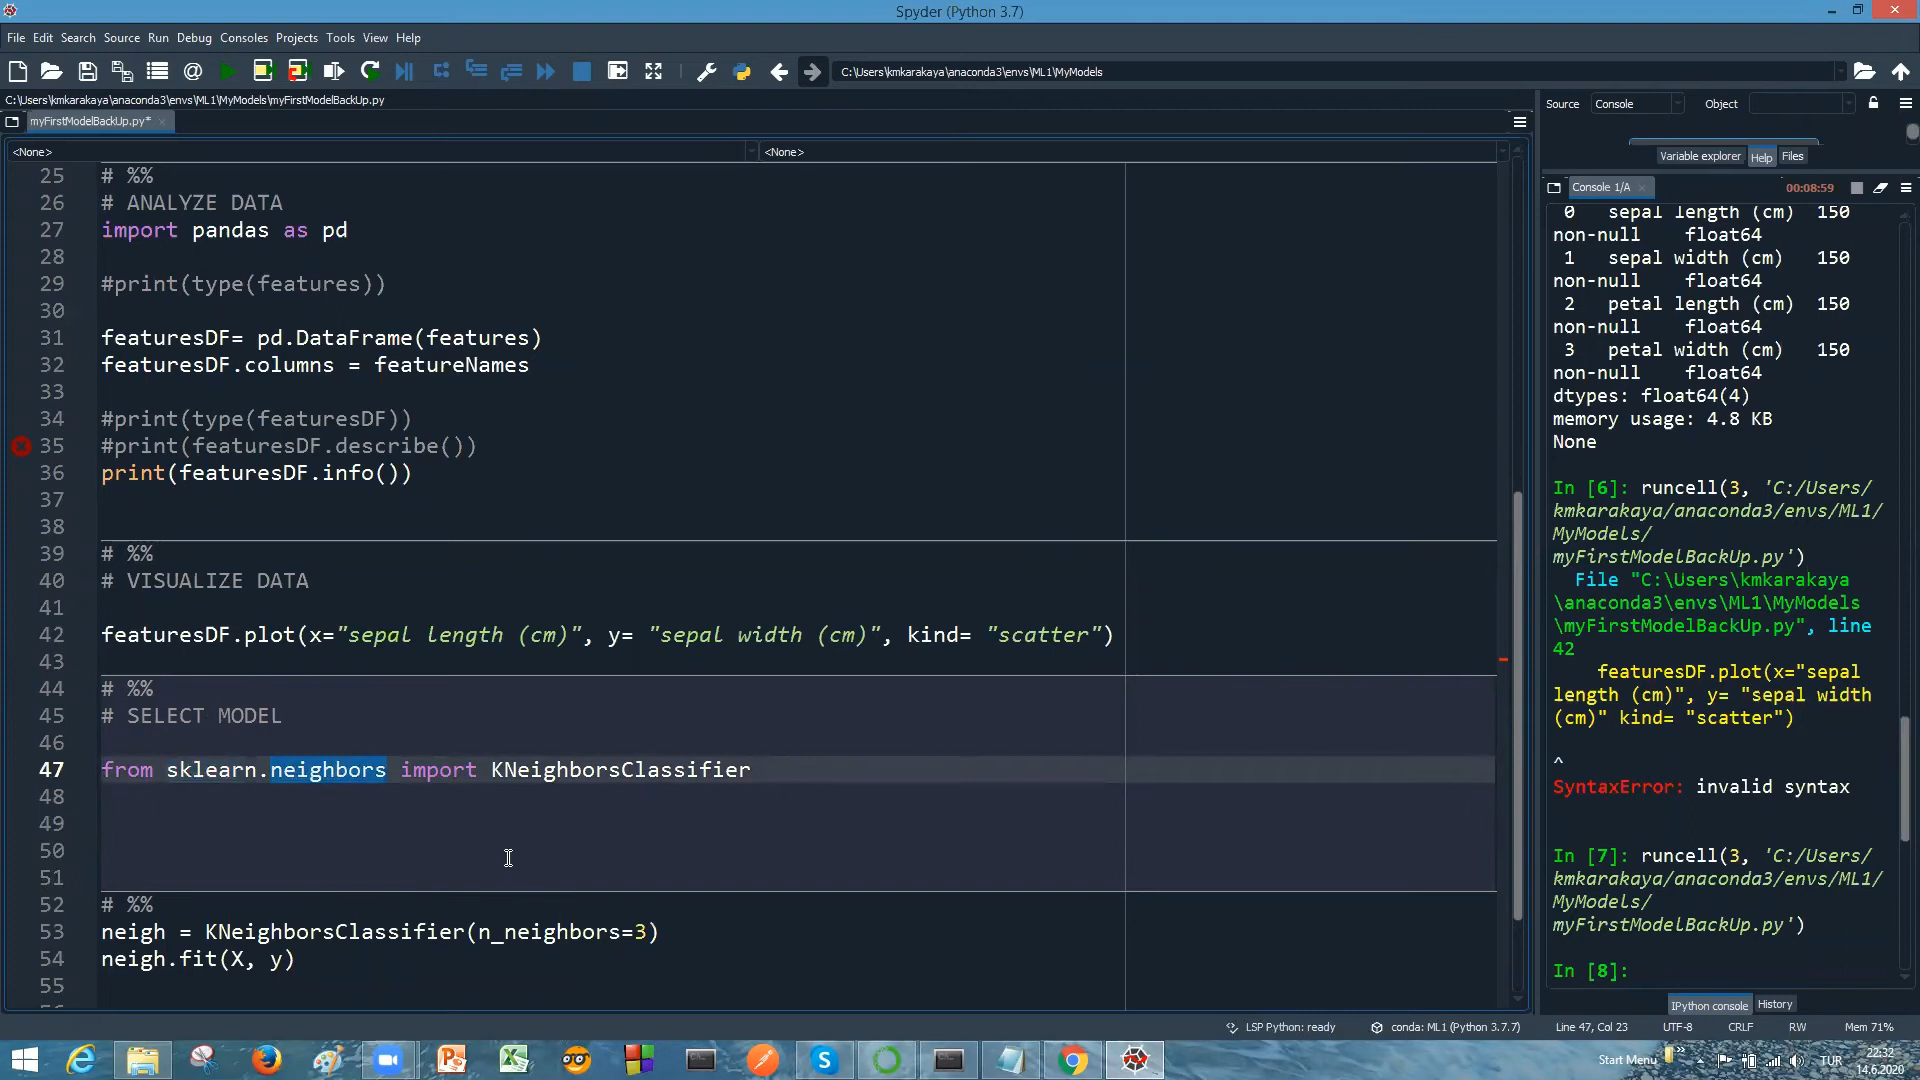 Spyder (Python 3.7)
File Edit Search Source Run Debug Consoles Projects Tools View Help
C:\Users\kmkarakaya\anaconda3\envs\ML1\MyModels
C:\Users\kmkarakaya\anaconda3\envs\ML1\MyModels\myFirstModelBackUp.py
myFirstModelBackUp.py*
<None> <None>
25 # %%
26 # ANALYZE DATA
27 import pandas as pd
28
29 #print(type(features))
30
31 featuresDF= pd.DataFrame(features)
32 featuresDF.columns = featureNames
33
34 #print(type(featuresDF))
35 #print(featuresDF.describe())
36 print(featuresDF.info())
37
38
39 # %%
40 # VISUALIZE DATA
41
42 featuresDF.plot(x="sepal length (cm)", y= "sepal width (cm)", kind= "scatter")
43
44 # %%
45 # SELECT MODEL
46
47 from sklearn.neighbors import KNeighborsClassifier
48
49
50
51
52 # %%
53 neigh = KNeighborsClassifier(n_neighbors=3)
54 neigh.fit(X, y)
55
Source Console Object
Variable explorer Help Files
Console 1/A 00:08:59
0 sepal length (cm) 150
non-null float64
1 sepal width (cm) 150
non-null float64
2 petal length (cm) 150
non-null float64
3 petal width (cm) 150
non-null float64
dtypes: float64(4)
memory usage: 4.8 KB
None
In [6]: runcell(3, 'C:/Users/
kmkarakaya/anaconda3/envs/ML1/
MyModels/
myFirstModelBackUp.py')
File "C:\Users\kmkarakaya
\anaconda3\envs\ML1\MyModels
\myFirstModelBackUp.py", line
42
featuresDF.plot(x="sepal
length (cm)", y= "sepal width
(cm)" kind= "scatter")
^
SyntaxError: invalid syntax
In [7]: runcell(3, 'C:/Users/
kmkarakaya/anaconda3/envs/ML1/
MyModels/
myFirstModelBackUp.py')
In [8]:
IPython console History
LSP Python: ready conda: ML1 (Python 3.7.7) Line 47, Col 23 UTF-8 CRLF RW Mem 71%
Start Menu TUR 22:32
14.6.2020